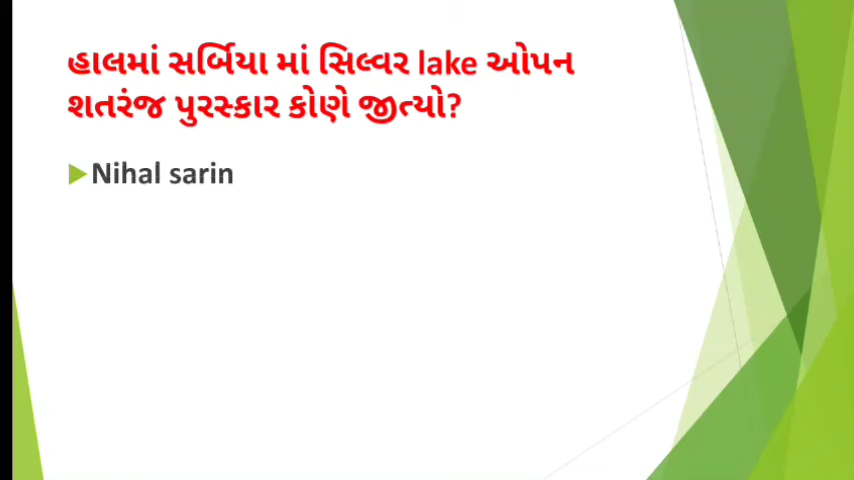 હાલમાં સર્બિયા માં સિલ્વર lake ઓપન
શતરંજ પુરસ્કાર કોણે જીત્યો?
Nihal sarin